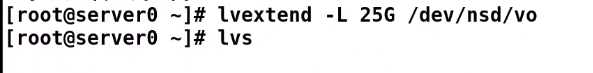 [root@server0 ~]# lvextend -L 25G /dev/nsd/vo
[root@server0 ~]# lvs